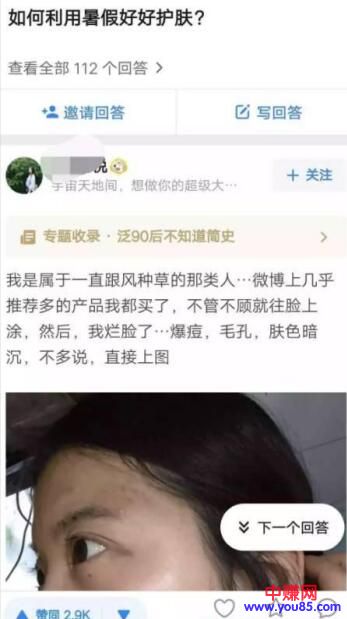 如何利用暑假好好护肤?
查看全部 112 个回答 >
邀请回答
写回答
悦
宇宙天地间，想做你的超级大…
+ 关注
专题收录 · 泛90后不知道简史
我是属于一直跟风种草的那类人…微博上几乎
推荐多的产品我都买了，不管不顾就往脸上
涂，然后，我烂脸了…爆痘，毛孔，肤色暗
沉，不多说，直接上图
下一个回答
赞同 2.9K
中赚网
www.you85.com